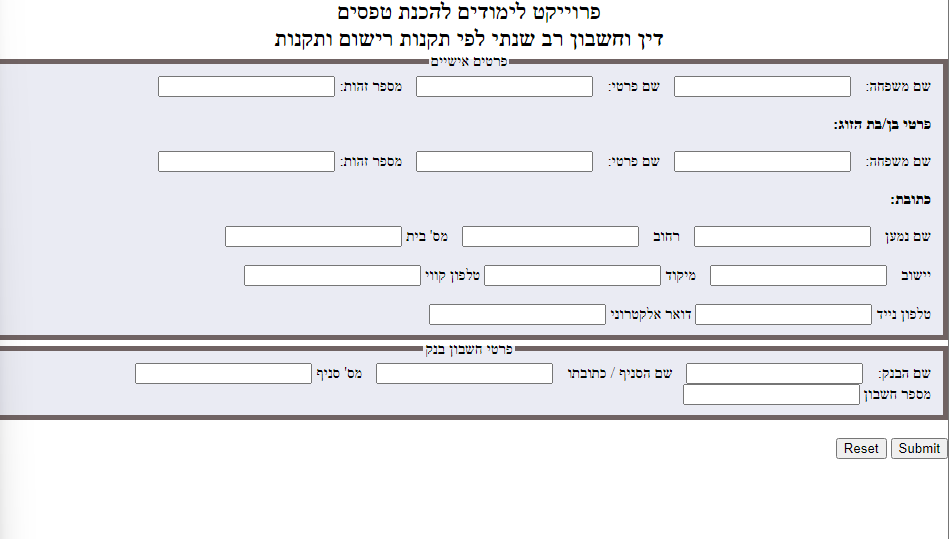 פרוייקט לימודים להכנת טפסים
דין וחשבון רב שנתי לפי תקנות רישום ותקנות
פרטים אישיים
שם משפחה: שם פרטי: מספר זהות:
פרטי בן/בת הזוג:
שם משפחה: שם פרטי: מספר זהות:
כתובת:
שם נמען רחוב מס' בית
יישוב מיקוד טלפון קווי
טלפון נייד דואר אלקטרוני
פרטי חשבון בנק
שם הבנק: שם הסניף / כתובתו מס' סניף
מספר חשבון
Submit Reset